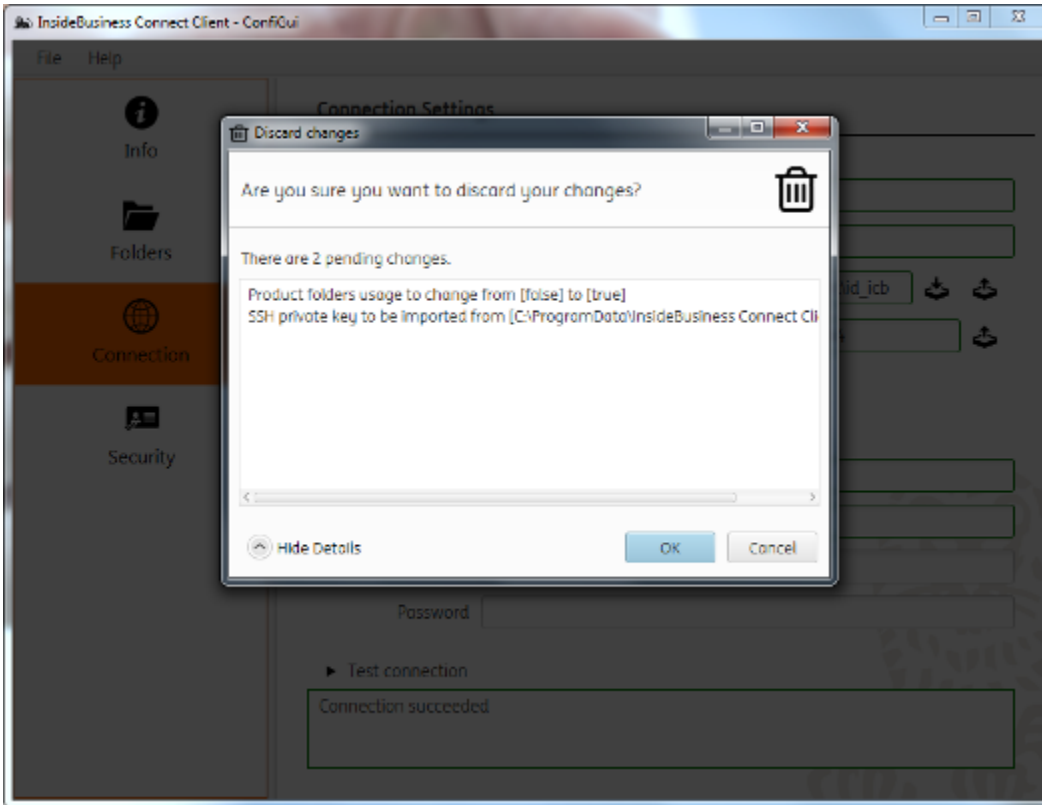 InsideBusiness Connect Client - ConfiGui
File Help
Info
Folders
Connection
Security
Connection Settings
id_icb
Password
Test connection
Connection succeeded
Discard changes
Are you sure you want to discard your changes?
There are 2 pending changes.
Product folders usage to change from [false] to [true]
SSH private key to be imported from [C:\ProgramData\InsideBusiness Connect Cli
Hide Details
OK Cancel